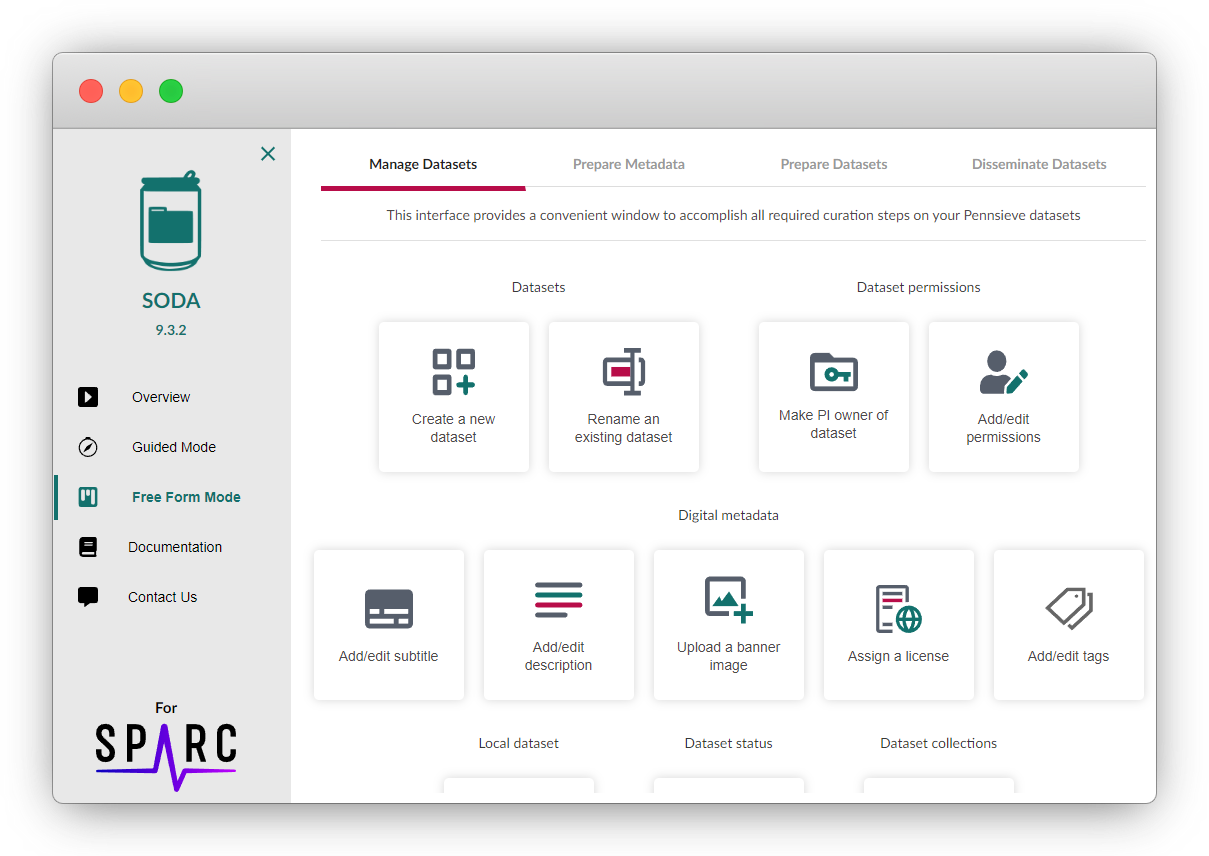 SODA
9.3.2
Overview
Guided Mode
Free Form Mode
Documentation
Contact Us
For
SPARC
Manage Datasets
Prepare Metadata
Prepare Datasets
Disseminate Datasets
This interface provides a convenient window to accomplish all required curation steps on your Pennsieve datasets
Datasets
Dataset permissions
Create a new
dataset
Rename an
existing dataset
Make PI owner of
dataset
Add/edit
permissions
Digital metadata
Add/edit subtitle
Add/edit
description
Upload a banner
image
Assign a license
Add/edit tags
Local dataset
Dataset status
Dataset collections